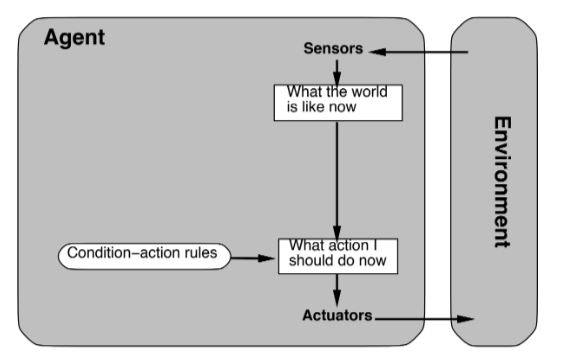 Agent
Sensors
What the world
is like now
Environment
Condition–action rules
What action I
should do now
Actuators